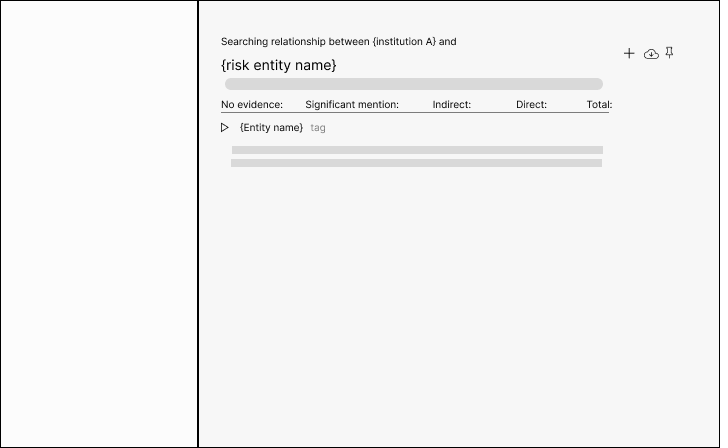 Searching relationship between {institution A} and
{risk entity name}
No evidence: Significant mention: Indirect: Direct: Total:
{Entity name} tag